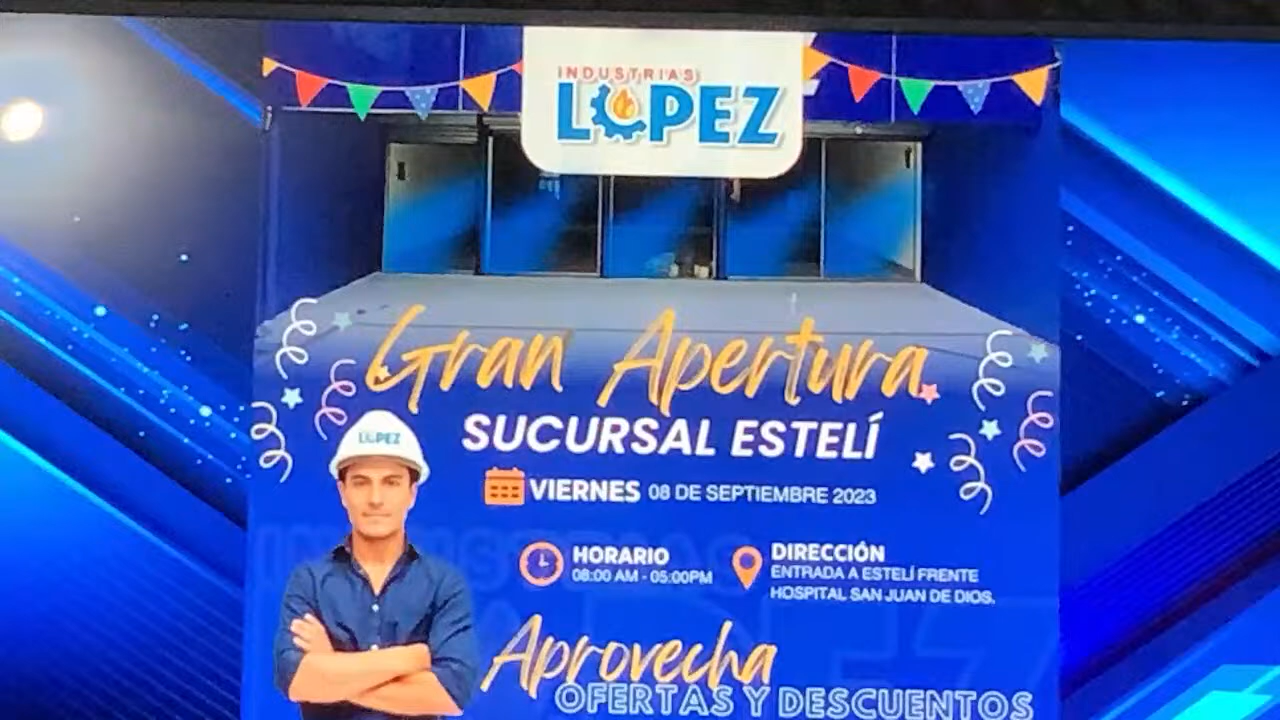 INDUSTRIAS
LOPEZ
Gran Apertura
SUCURSAL ESTELÍ
LOPEZ
VIERNES 08 DE SEPTIEMBRE 2023
HORARIO
08:00 AM - 05:00PM
DIRECCIÓN
ENTRADA A ESTELÍ FRENTE
HOSPITAL SAN JUAN DE DIOS.
Aprovecha
OFERTAS Y DESCUENTOS